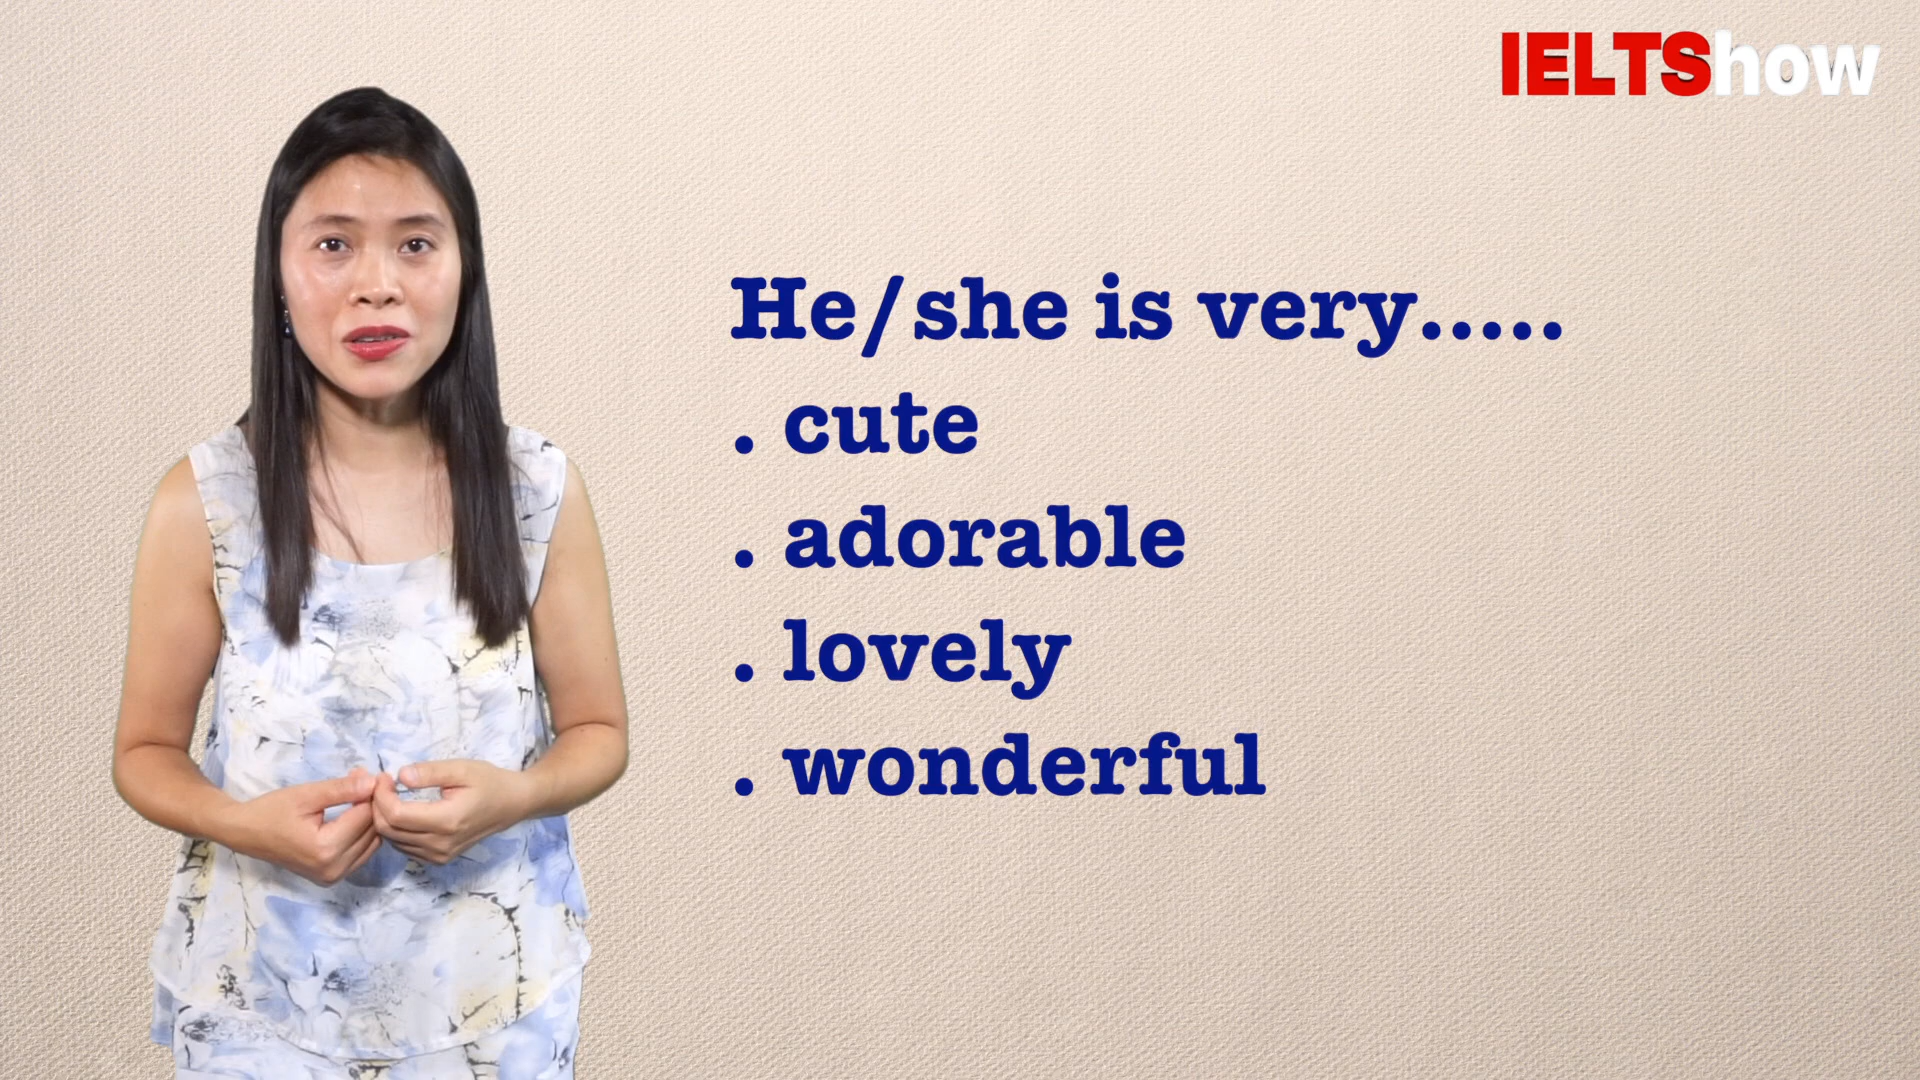 IELTShow
He/she is very.....
. cute
. adorable
. lovely
. wonderful